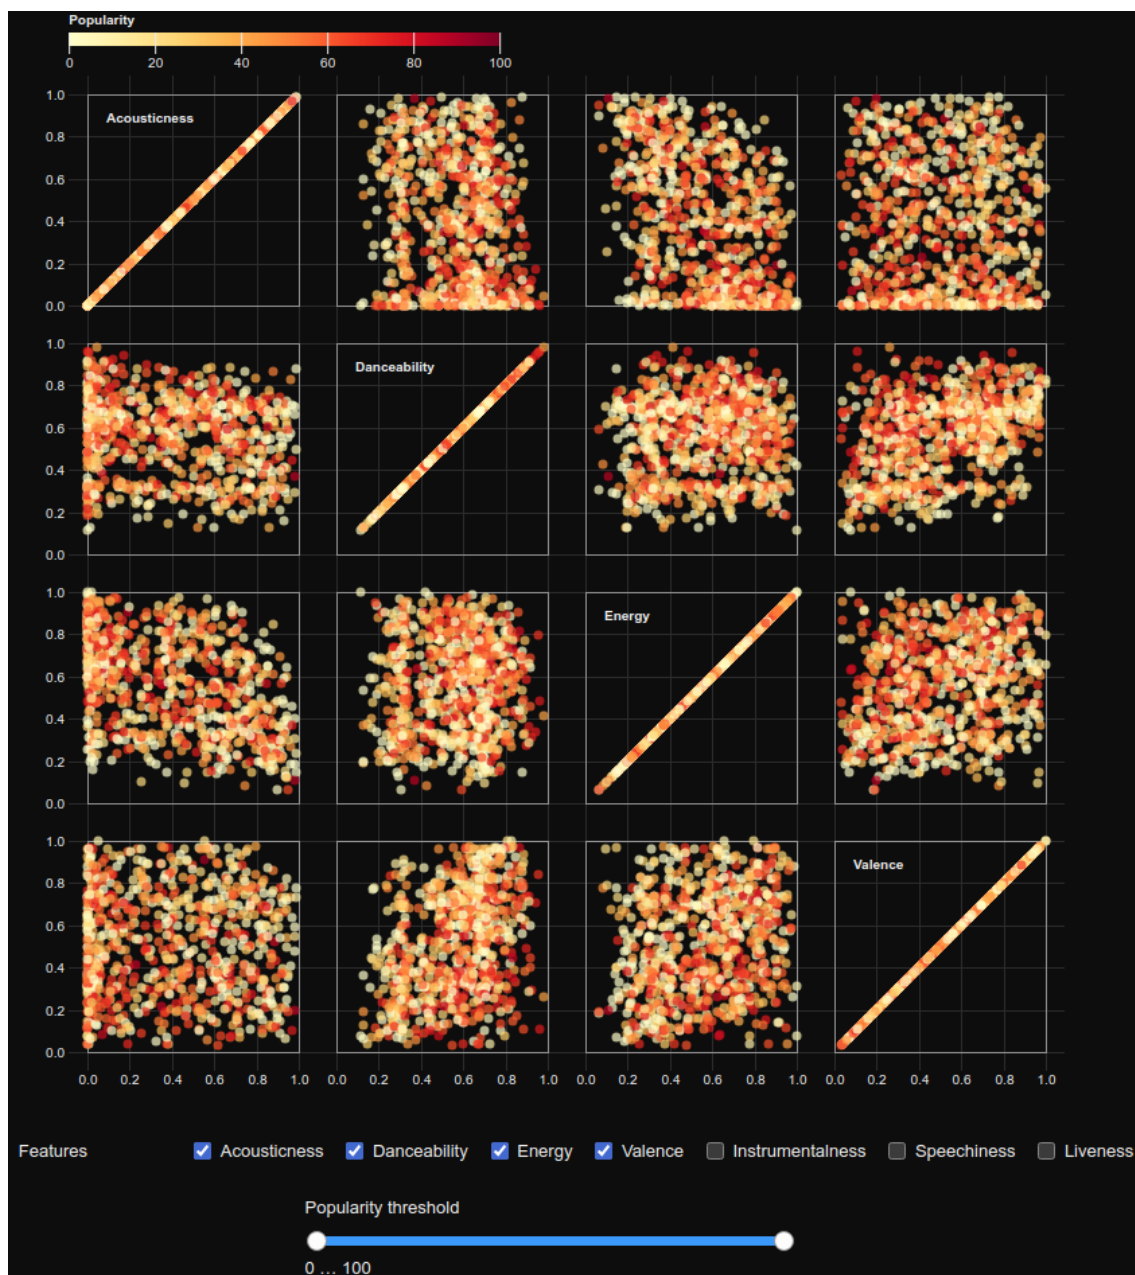 Popularity
0 20 40 60 80 100
1.0
Acousticness
0.8
0.6
0.4
0.2
0.0
1.0
Danceability
0.8
0.6
0.4
0.2
0.0
1.0
Energy
0.8
0.6
0.4
0.2
0.0
1.0
Valence
0.8
0.6
0.4
0.2
0.0
0.0 0.2 0.4 0.6 0.8 1.0 0.0 0.2 0.4 0.6 0.8 1.0 0.0 0.2 0.4 0.6 0.8 1.0 0.0 0.2 0.4 0.6 0.8 1.0
Features Acousticness Danceability Energy Valence Instrumentalness Speechiness Liveness
Popularity threshold
0 ... 100